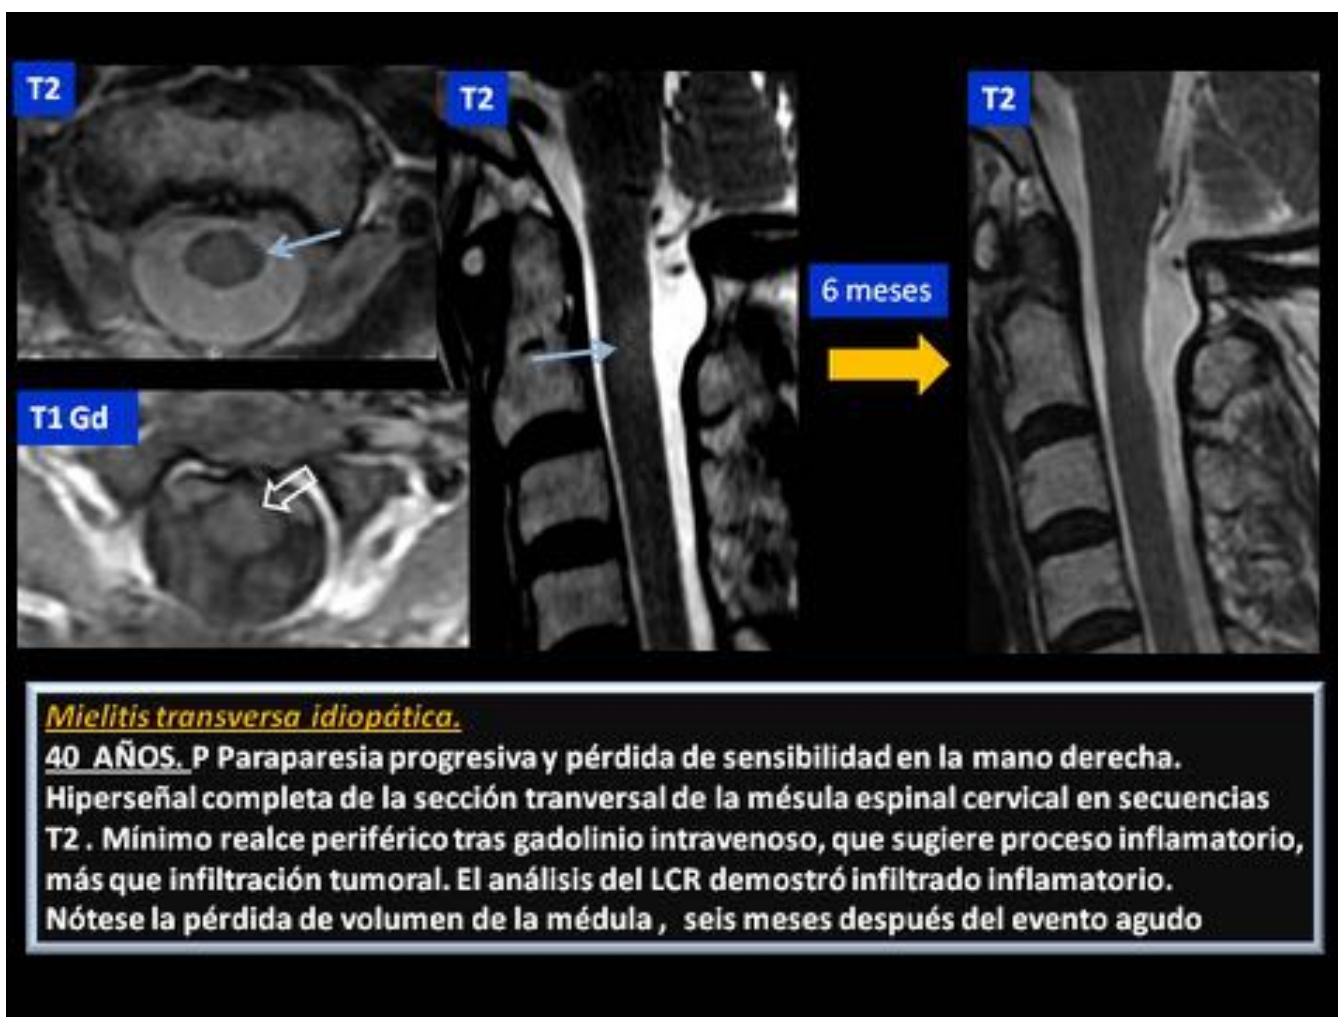 T2
T2
T2
6 meses
T1 Gd
Mielitis transversa idiopática.
40 AÑOS. P Paraparesia progresiva y pérdida de sensibilidad en la mano derecha.
Hiperseñal completa de la sección tranversal de la mésula espinal cervical en secuencias
T2 . Mínimo realce periférico tras gadolinio intravenoso, que sugiere proceso inflamatorio,
más que infiltración tumoral. El análisis del LCR demostró infiltrado inflamatorio.
Nótese la pérdida de volumen de la médula , seis meses después del evento agudo